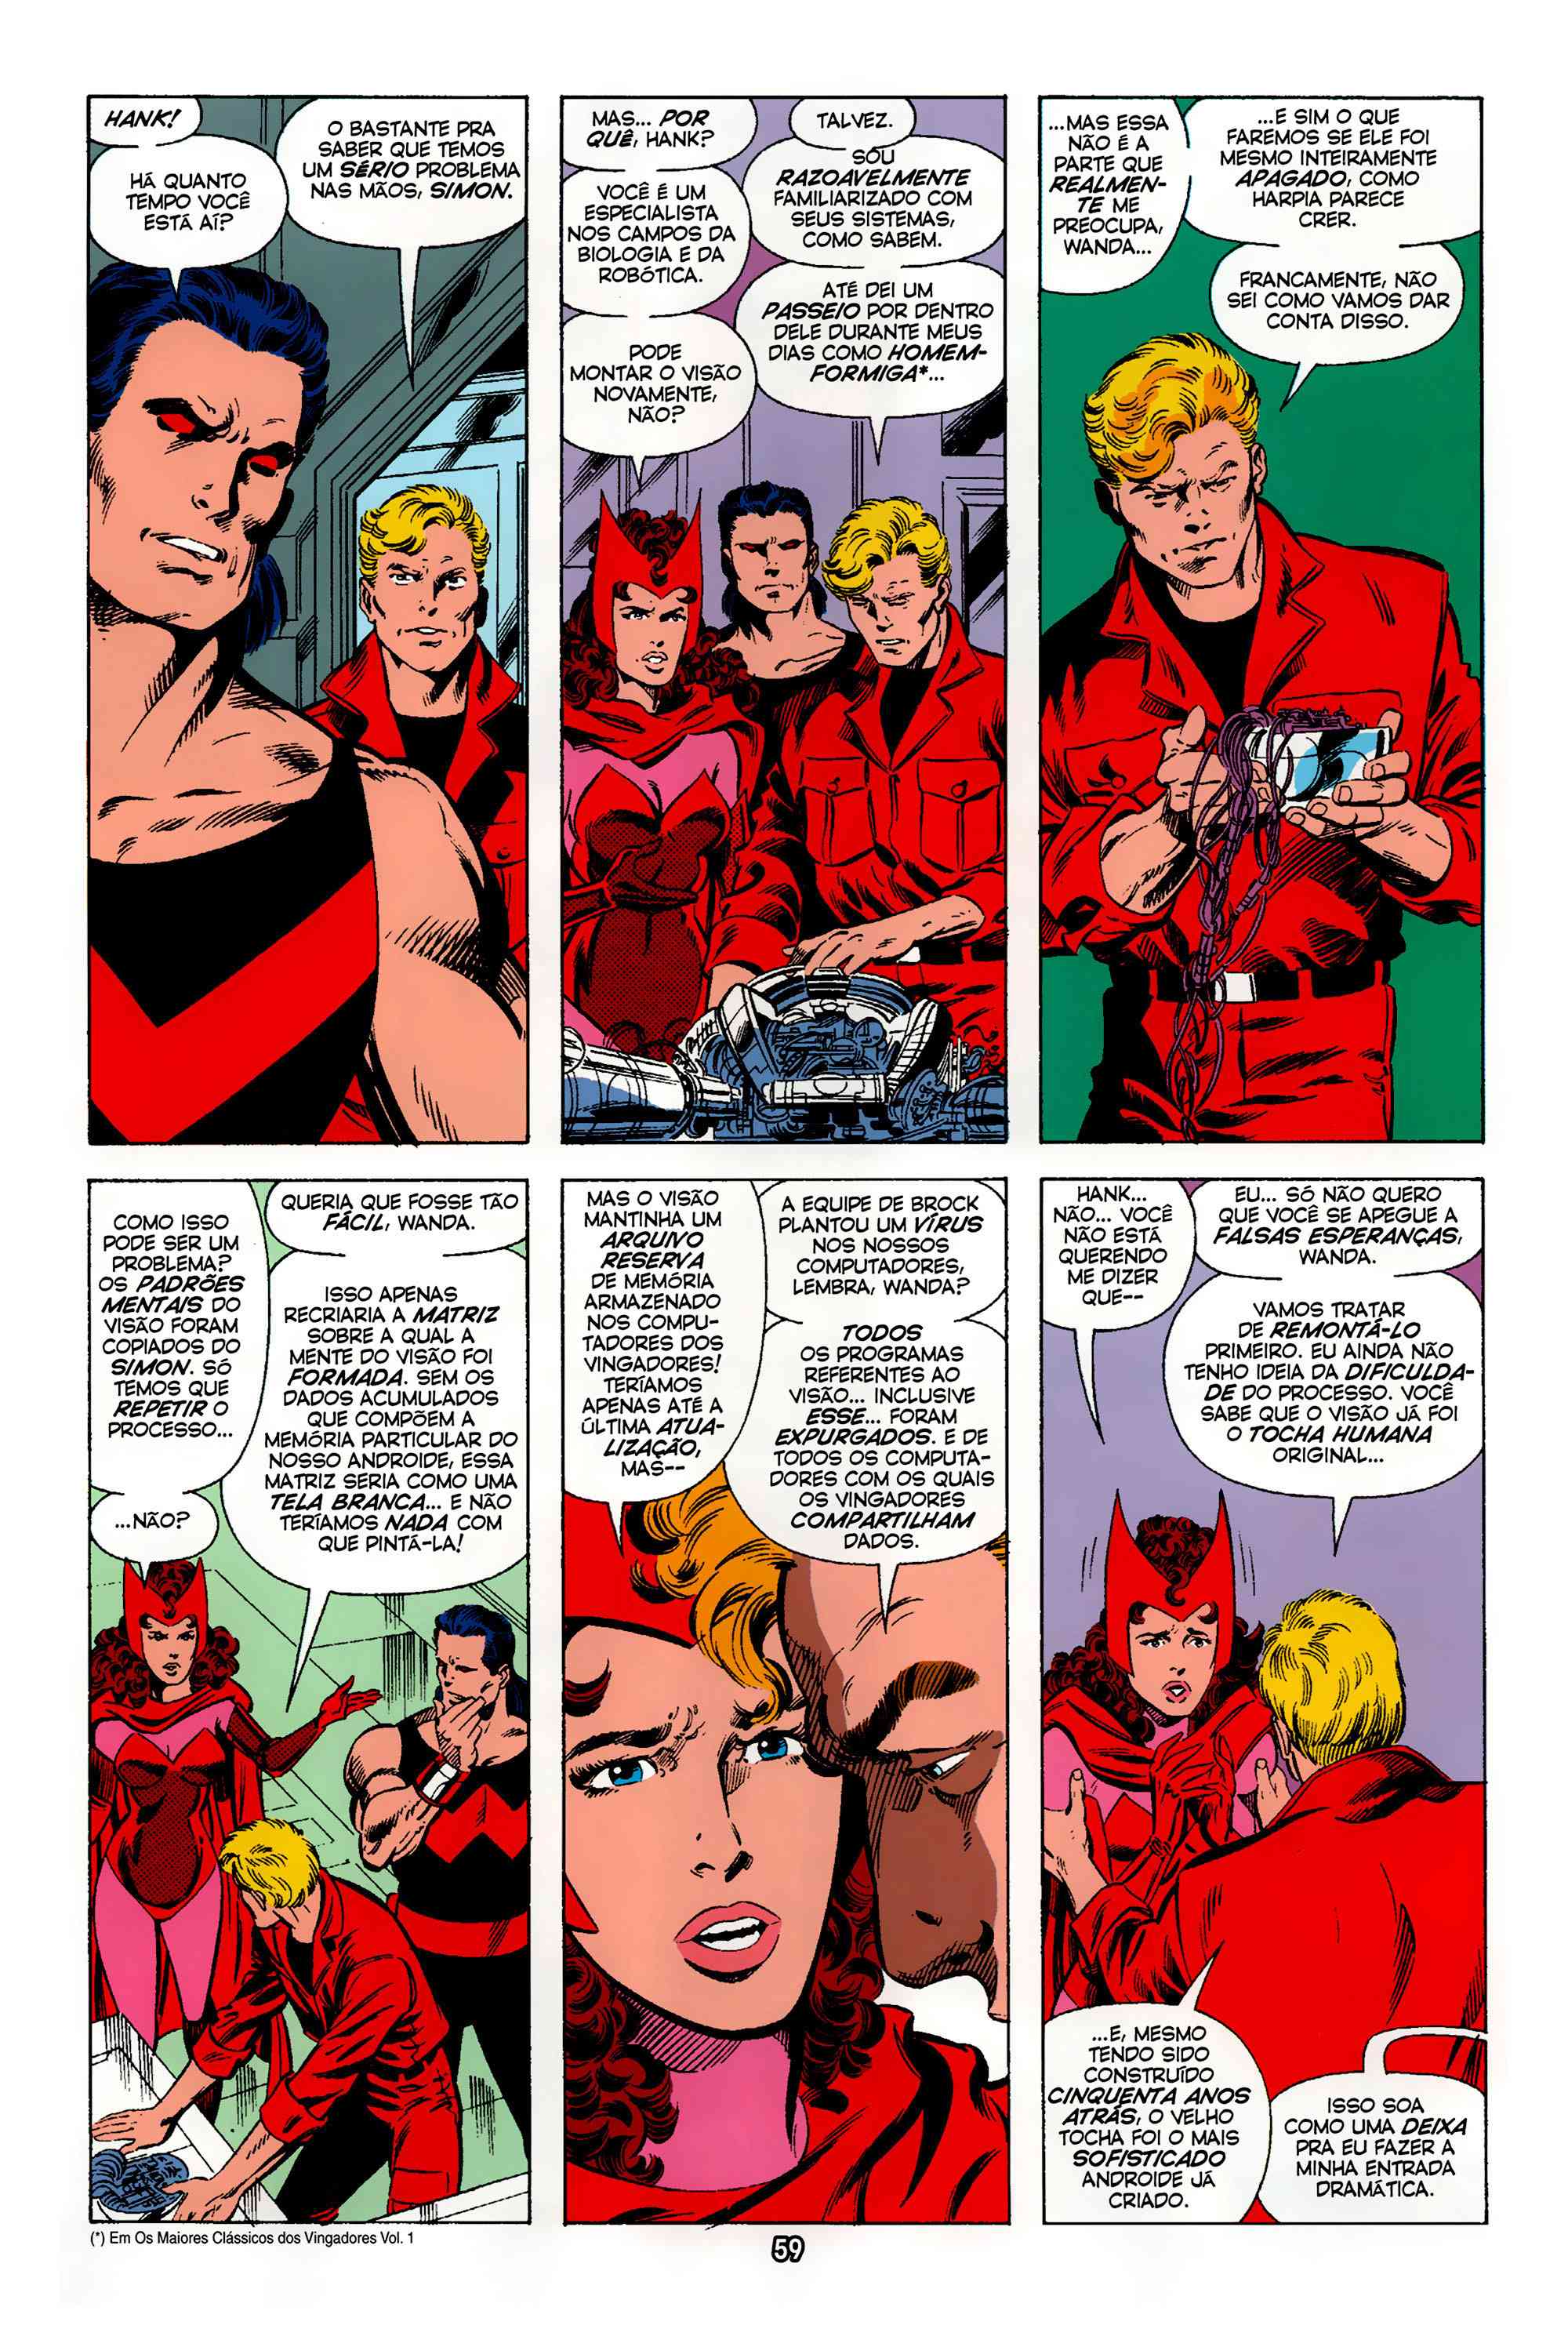 HANK!
HÁ QUANTO
TEMPO VOCÊ
ESTÁ AÍ?
O BASTANTE PRA
SABER QUE TEMOS
UM SÉRIO PROBLEMA
NAS MÃOS, SIMON.
MAS... POR
QUÊ, HANK?
VOCÊ É UM
ESPECIALISTA
NOS CAMPOS DA
BIOLOGIA E DA
ROBÓTICA.
PODE
MONTAR O VISÃO
NOVAMENTE,
NÃO?
TALVEZ.
SOU
RAZOAVELMENTE
FAMILIARIZADO COM
SEUS SISTEMAS,
COMO SABEM.
ATÉ DEI UM
PASSEIO POR DENTRO
DELE DURANTE MEUS
DIAS COMO HOMEM-
FORMIGA*...
...MAS ESSA
NÃO É A
PARTE QUE
REALMEN-
TE ME
PREOCUPA,
WANDA...
...E SIM O QUE
FAREMOS SE ELE FOI
MESMO INTEIRAMENTE
APAGADO, COMO
HARPIA PARECE
CRER.
FRANCAMENTE, NÃO
SEI COMO VAMOS DAR
CONTA DISSO.
COMO ISSO
PODE SER UM
PROBLEMA?
OS PADRÕES
MENTAIS DO
VISÃO FORAM
COPIADOS DO
SIMON. SÓ
TEMOS QUE
REPETIR O
PROCESSO...
...NÃO?
QUERIA QUE FOSSE TÃO
FÁCIL, WANDA.
ISSO APENAS
RECRIARIA A MATRIZ
SOBRE A QUAL A
MENTE DO VISÃO FOI
FORMADA. SEM OS
DADOS ACUMULADOS
QUE COMPÕEM A
MEMÓRIA PARTICULAR DO
NOSSO ANDROIDE, ESSA
MATRIZ SERIA COMO UMA
TELA BRANCA... E NÃO
TERÍAMOS NADA COM
QUE PINTÁ-LA!
MAS O VISÃO
MANTINHA UM
ARQUIVO
RESERVA
DE MEMÓRIA
ARMAZENADO
NOS COMPU-
TADORES DOS
VINGADORES!
TERÍAMOS
APENAS ATÉ A
ÚLTIMA ATUA-
LIZAÇÃO,
MAS--
A EQUIPE DE BROCK
PLANTOU UM VÍRUS
NOS NOSSOS
COMPUTADORES,
LEMBRA, WANDA?
TODOS
OS PROGRAMAS
REFERENTES AO
VISÃO... INCLUSIVE
ESSE... FORAM
EXPURGADOS. E DE
TODOS OS COMPUTA-
DORES COM OS QUAIS
OS VINGADORES
COMPARTILHAM
DADOS.
HANK...
NÃO... VOCÊ
NÃO ESTÁ
QUERENDO
ME DIZER
QUE--
EU... SÓ NÃO QUERO
QUE VOCÊ SE APEGUE A
FALSAS ESPERANÇAS,
WANDA.
VAMOS TRATAR
DE REMONTÁ-LO
PRIMEIRO. EU AINDA NÃO
TENHO IDEIA DA DIFICULDA-
DE DO PROCESSO. VOCÊ
SABE QUE O VISÃO JÁ FOI
O TOCHA HUMANA
ORIGINAL...
...E, MESMO
TENDO SIDO
CONSTRUÍDO
CINQUENTA ANOS
ATRÁS, O VELHO
TOCHA FOI O MAIS
SOFISTICADO
ANDROIDE JÁ
CRIADO.
ISSO SOA
COMO UMA DEIXA
PRA EU FAZER A
MINHA ENTRADA
DRAMÁTICA.
(*) Em Os Maiores Clássicos dos Vingadores Vol. 1
59